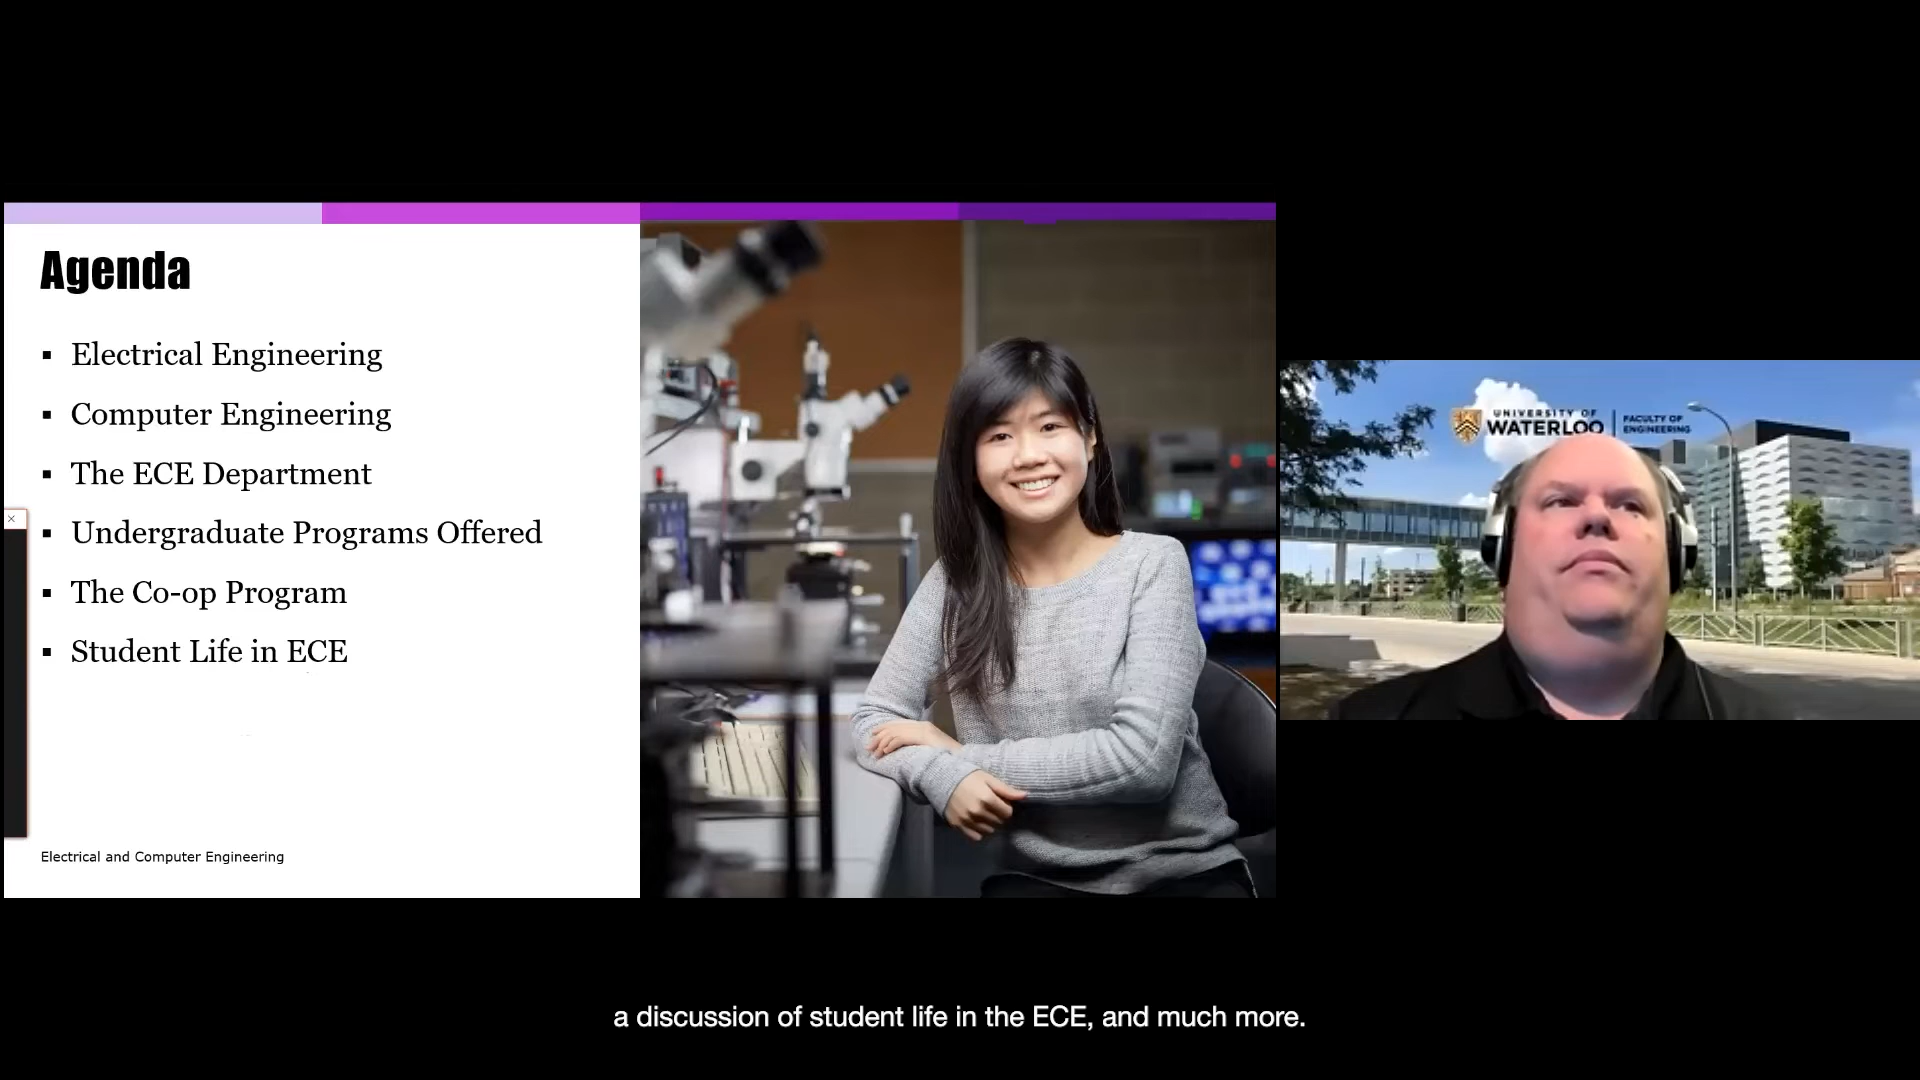 Agenda
▪ Electrical Engineering
▪ Computer Engineering
▪ The ECE Department
▪ Undergraduate Programs Offered
▪ The Co-op Program
▪ Student Life in ECE
Electrical and Computer Engineering
UNIVERSITY OF
WATERLOO
FACULTY OF
ENGINEERING
a discussion of student life in the ECE, and much more.